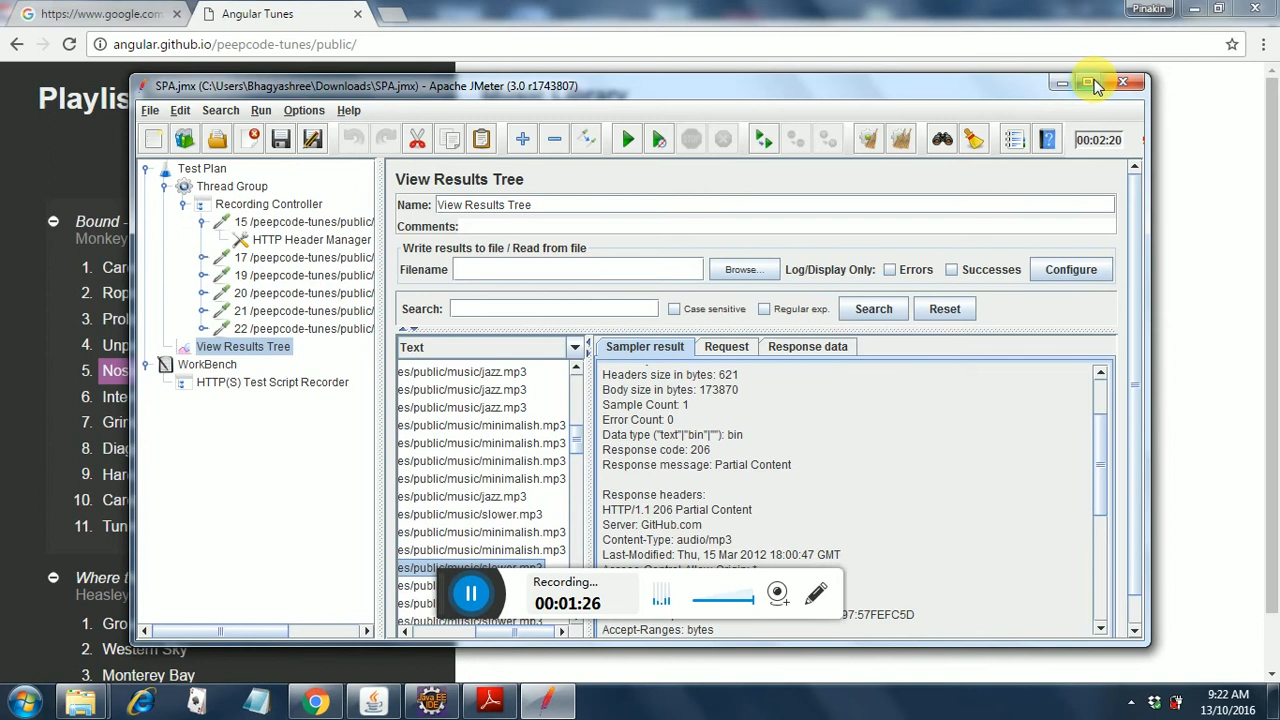 https://www.google.com
Angular Tunes
Pinakin
angular.github.io/peepcode-tunes/public/
Playlis
SPA.jmx (C:\Users\Bhagyashree\Downloads\SPA.jmx) - Apache JMeter (3.0 r1743807)
File Edit Search Run Options
00:02:20
Test Plan
Thread Group
Recording Controller
15 /peepcode-tunes/public/
HTTP Header Manager
17 /peepcode-tunes/public/
19 /peepcode-tunes/public/
20 /peepcode-tunes/public/
21 /peepcode-tunes/public/
22 /peepcode-tunes/public/
View Results Tree
WorkBench
HTTP(S) Test Script Recorder
View Results Tree
Name: View Results Tree
Comments:
Write results to file / Read from file
Filename Browse... Log/Display Only: Errors Successes Configure
Search: Case sensitive Regular exp. Search Reset
Text
es/public/music/jazz.mp3
es/public/music/jazz.mp3
es/public/music/jazz.mp3
es/public/music/minimalish.mp3
es/public/music/minimalish.mp3
es/public/music/minimalish.mp3
es/public/music/minimalish.mp3
es/public/music/jazz.mp3
es/public/music/slower.mp3
es/public/music/minimalish.mp3
es/public/music/minimalish.mp3
es/public/music/slower.mp3
Sampler result Request Response data
Headers size in bytes: 621
Body size in bytes: 173870
Sample Count: 1
Error Count: 0
Data type ("text"|"bin"|""): bin
Response code: 206
Response message: Partial Content
Response headers:
HTTP/1.1 206 Partial Content
Server: GitHub.com
Content-Type: audio/mp3
Last-Modified: Thu, 15 Mar 2012 18:00:47 GMT
97:57FEFC5D
Accept-Ranges: bytes
Recording...
00:01:26
Bound -
Monkey
1. Car
2. Rop
3. Prol
4. Unp
5. Nos
6. Inte
7. Grin
8. Diag
9. Har
10. Car
11. Tun
Where t
Heasley
1. Gro
2. Western Sky
3. Monterey Bay
Java EE
IDE
9:22 AM
13/10/2016